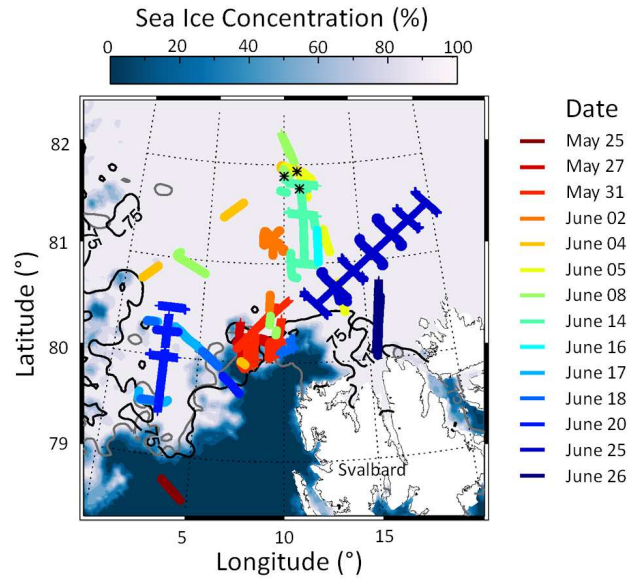 Sea Ice Concentration (%)
0 20 40 60 80 100
Date
May 25
May 27
May 31
June 02
June 04
June 05
June 08
June 14
June 16
June 17
June 18
June 20
June 25
June 26
Latitude (°)
82
81
80
79
75
75
75
75
75
Svalbard
5 10 15
Longitude (°)